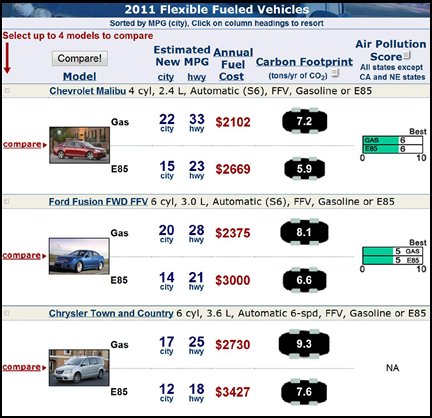 2011 Flexible Fueled Vehicles
Sorted by MPG (city), Click on column headings to resort
Select up to 4 models to compare
Compare!
Model
Estimated
New MPG
city hwy
Annual
Fuel
Cost
Carbon Footprint
(tons/yr of CO2)
Air Pollution
Score
All states except
CA and NE states
Chevrolet Malibu 4 cyl, 2.4 L, Automatic (S6), FFV, Gasoline or E85
compare
Gas
22 33
city hwy
$2102
7.2
E85
15 23
city hwy
$2669
5.9
Best
GAS 6
E85 6
0 10
Ford Fusion FWD FFV 6 cyl, 3.0 L, Automatic (S6), FFV, Gasoline or E85
compare
Gas
20 28
city hwy
$2375
8.1
E85
14 21
city hwy
$3000
6.6
Best
5 GAS
5 E85
0 10
Chrysler Town and Country 6 cyl, 3.6 L, Automatic 6-spd, FFV, Gasoline or E85
compare
Gas
17 25
city hwy
$2730
9.3
E85
12 18
city hwy
$3427
7.6
NA